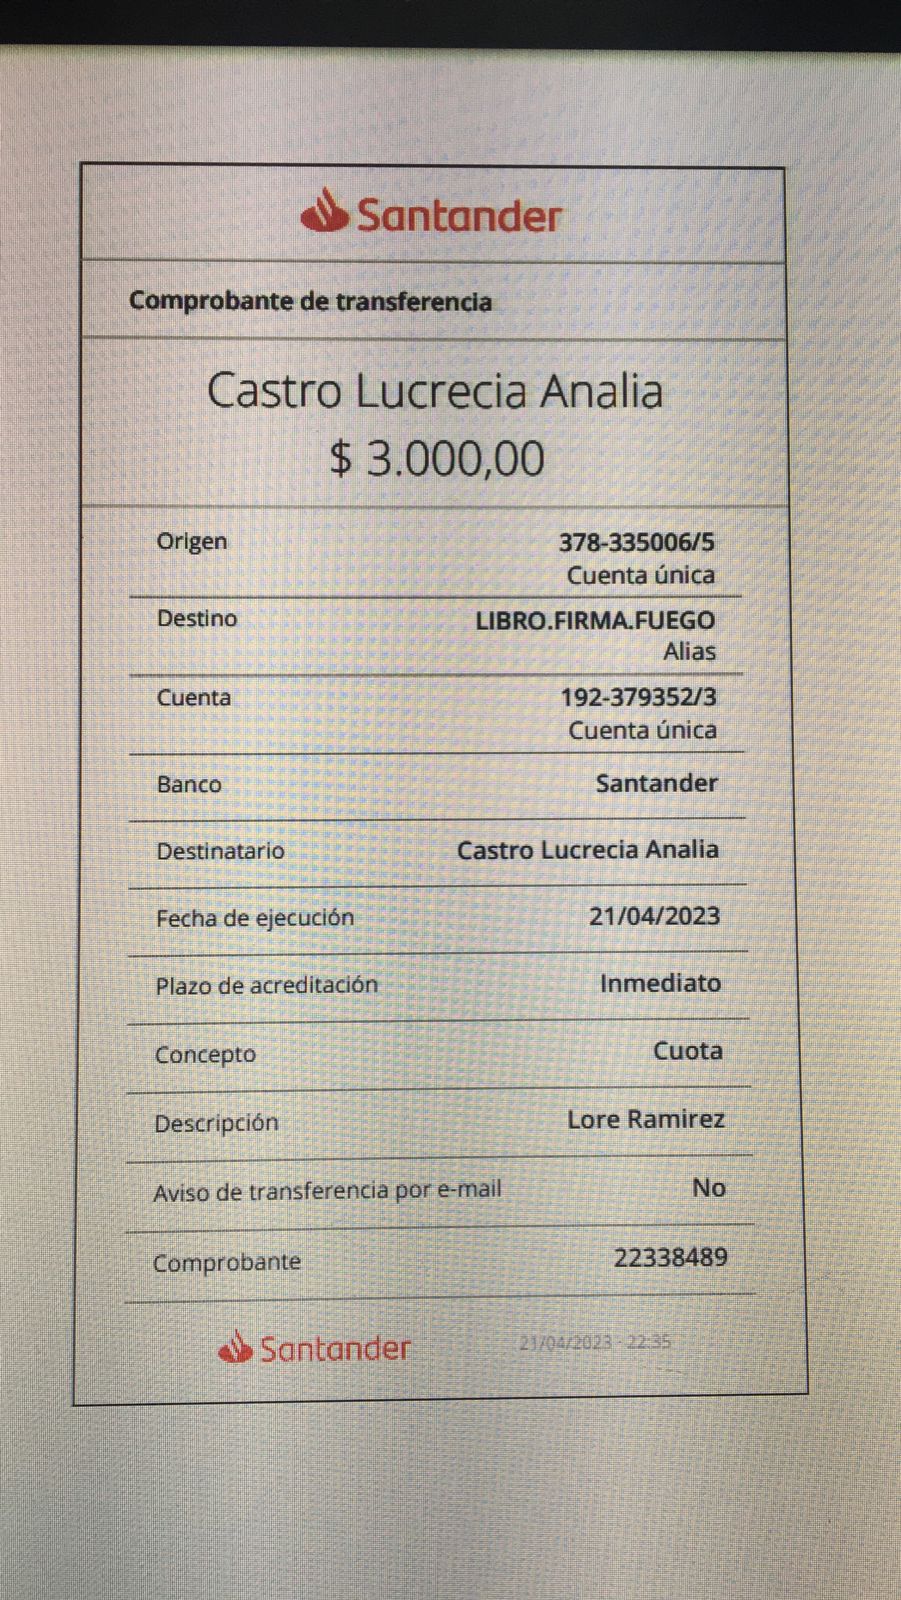 Santander
Comprobante de transferencia
Castro Lucrecia Analia
$ 3.000,00
Origen 378-335006/5
Cuenta única
Destino LIBRO.FIRMA.FUEGO
Alias
Cuenta 192-379352/3
Cuenta única
Banco Santander
Destinatario Castro Lucrecia Analia
Fecha de ejecución 21/04/2023
Plazo de acreditación Inmediato
Concepto Cuota
Descripción Lore Ramirez
Aviso de transferencia por e-mail No
Comprobante 22338489
Santander 21/04/2023 - 22:35